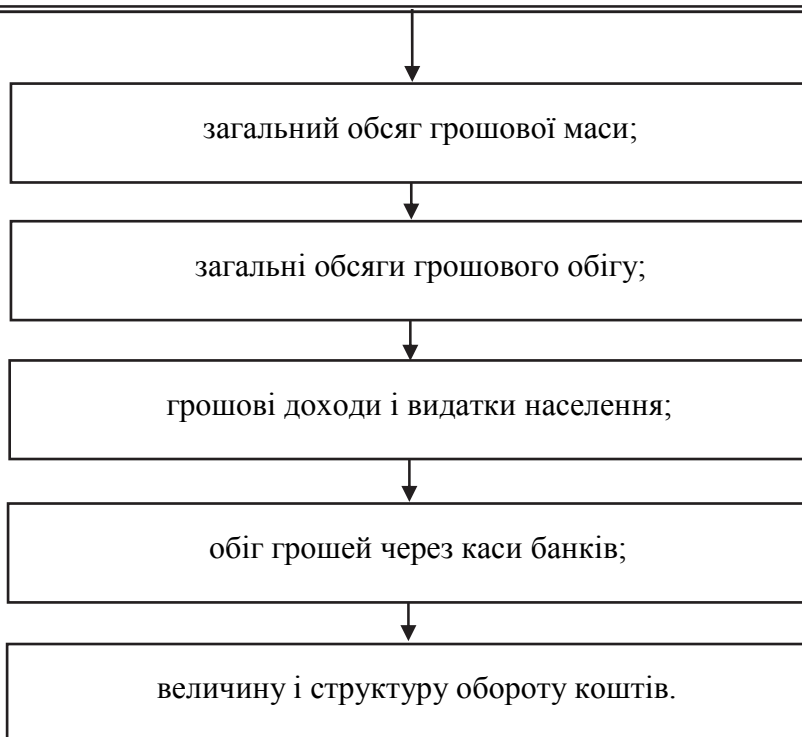 загальний обсяг грошової маси;
загальні обсяги грошового обігу;
грошові доходи і видатки населення;
обіг грошей через каси банків;
величину і структуру обороту коштів.